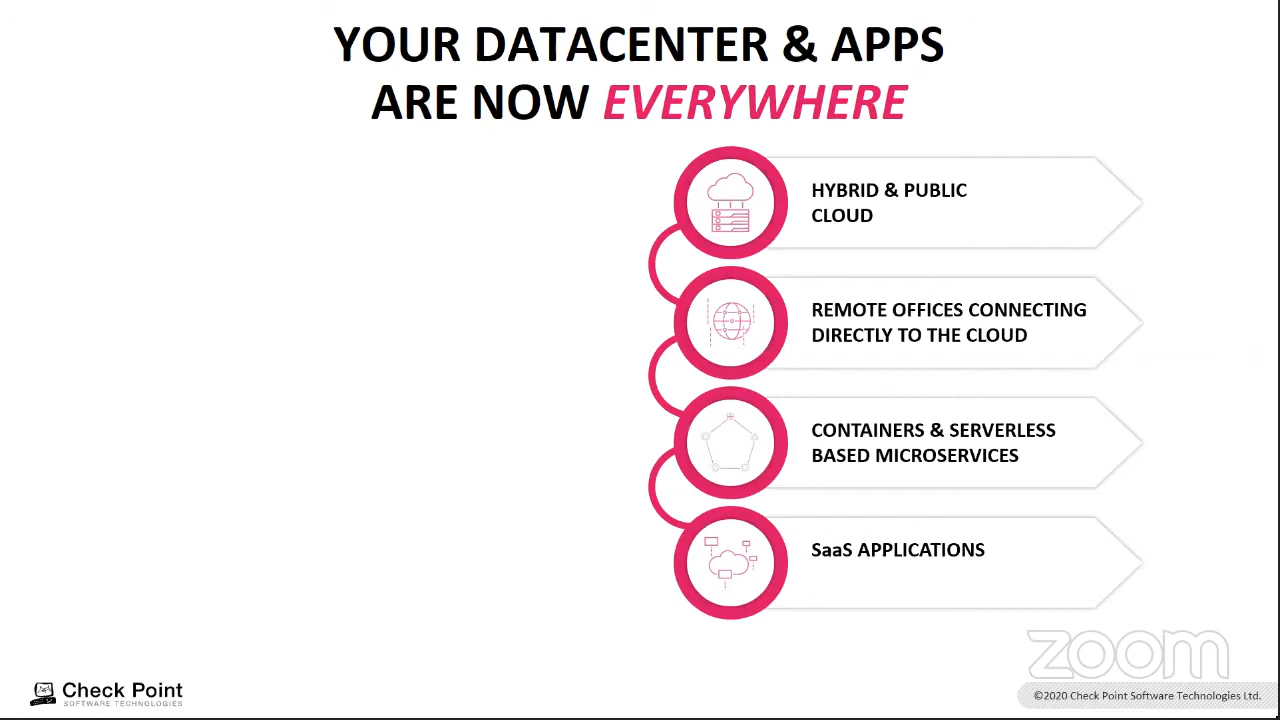 YOUR DATACENTER & APPS
ARE NOW EVERYWHERE
HYBRID & PUBLIC
CLOUD
REMOTE OFFICES CONNECTING
DIRECTLY TO THE CLOUD
CONTAINERS & SERVERLESS
BASED MICROSERVICES
SaaS APPLICATIONS
zoom
Check Point
SOFTWARE TECHNOLOGIES
©2020 Check Point Software Technologies Ltd.